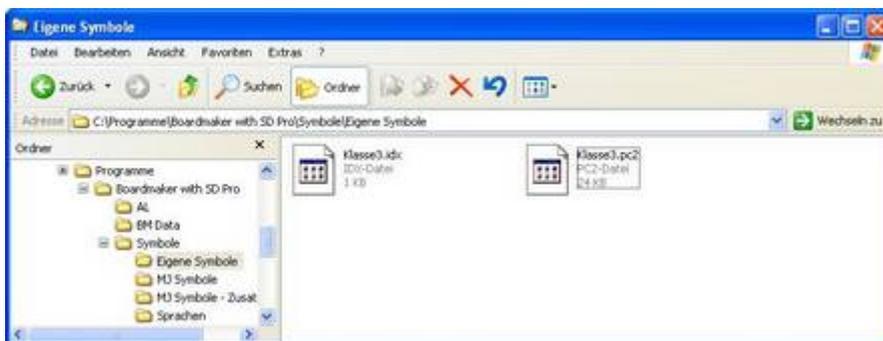 Eigene Symbole
Datei Bearbeiten Ansicht Favoriten Extras ?
Zurück Suchen Ordner
Adresse C:\Programme\Boardmaker with SD Pro\Symbole\Eigene Symbole Wechseln zu
Ordner x
Programme
Boardmaker with SD Pro
AL
BM Data
Symbole
Eigene Symbole
MJ Symbole
MJ Symbole - Zusat
Sprachen
Klasse3.idx
IDX-Datei
1 KB
Klasse3.pc2
PC2-Datei
24 KB